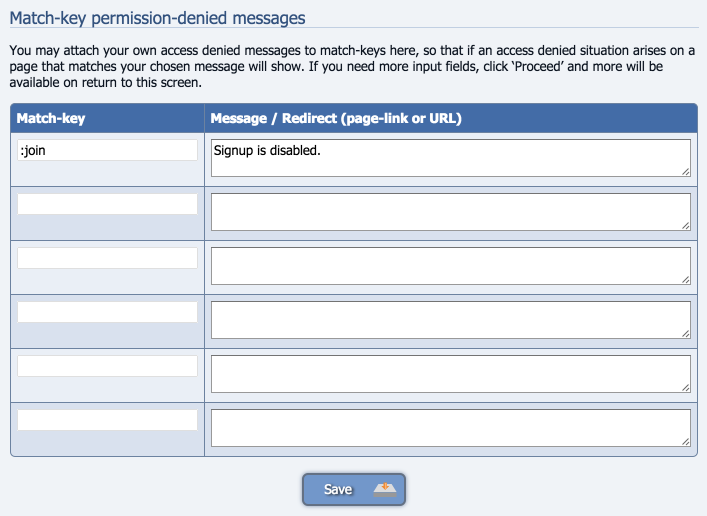 Match-key permission-denied messages
You may attach your own access denied messages to match-keys here, so that if an access denied situation arises on a
page that matches your chosen message will show. If you need more input fields, click ‘Proceed’ and more will be
available on return to this screen.
Match-key Message / Redirect (page-link or URL)
:join Signup is disabled.
Save